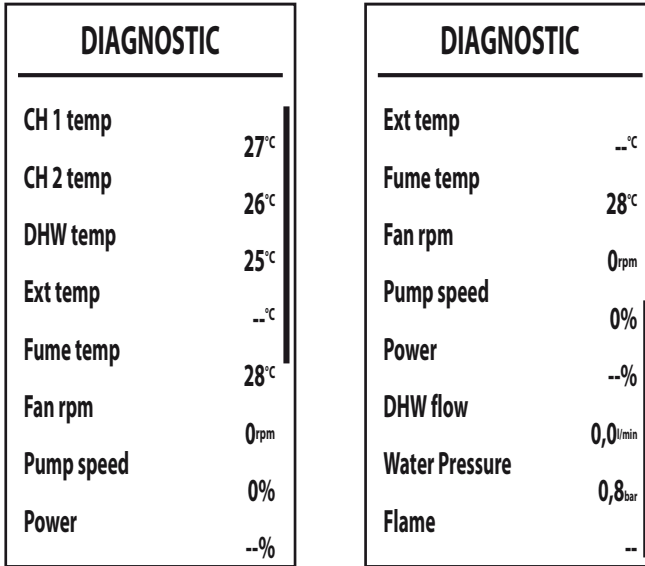 DIAGNOSTIC
CH 1 temp
27°C
CH 2 temp
26°C
DHW temp
25°C
Ext temp
--°C
Fume temp
28°C
Fan rpm
0rpm
Pump speed
0%
Power
--%
DIAGNOSTIC
Ext temp
--°C
Fume temp
28°C
Fan rpm
0rpm
Pump speed
0%
Power
--%
DHW flow
0,0l/min
Water Pressure
0,8bar
Flame
--